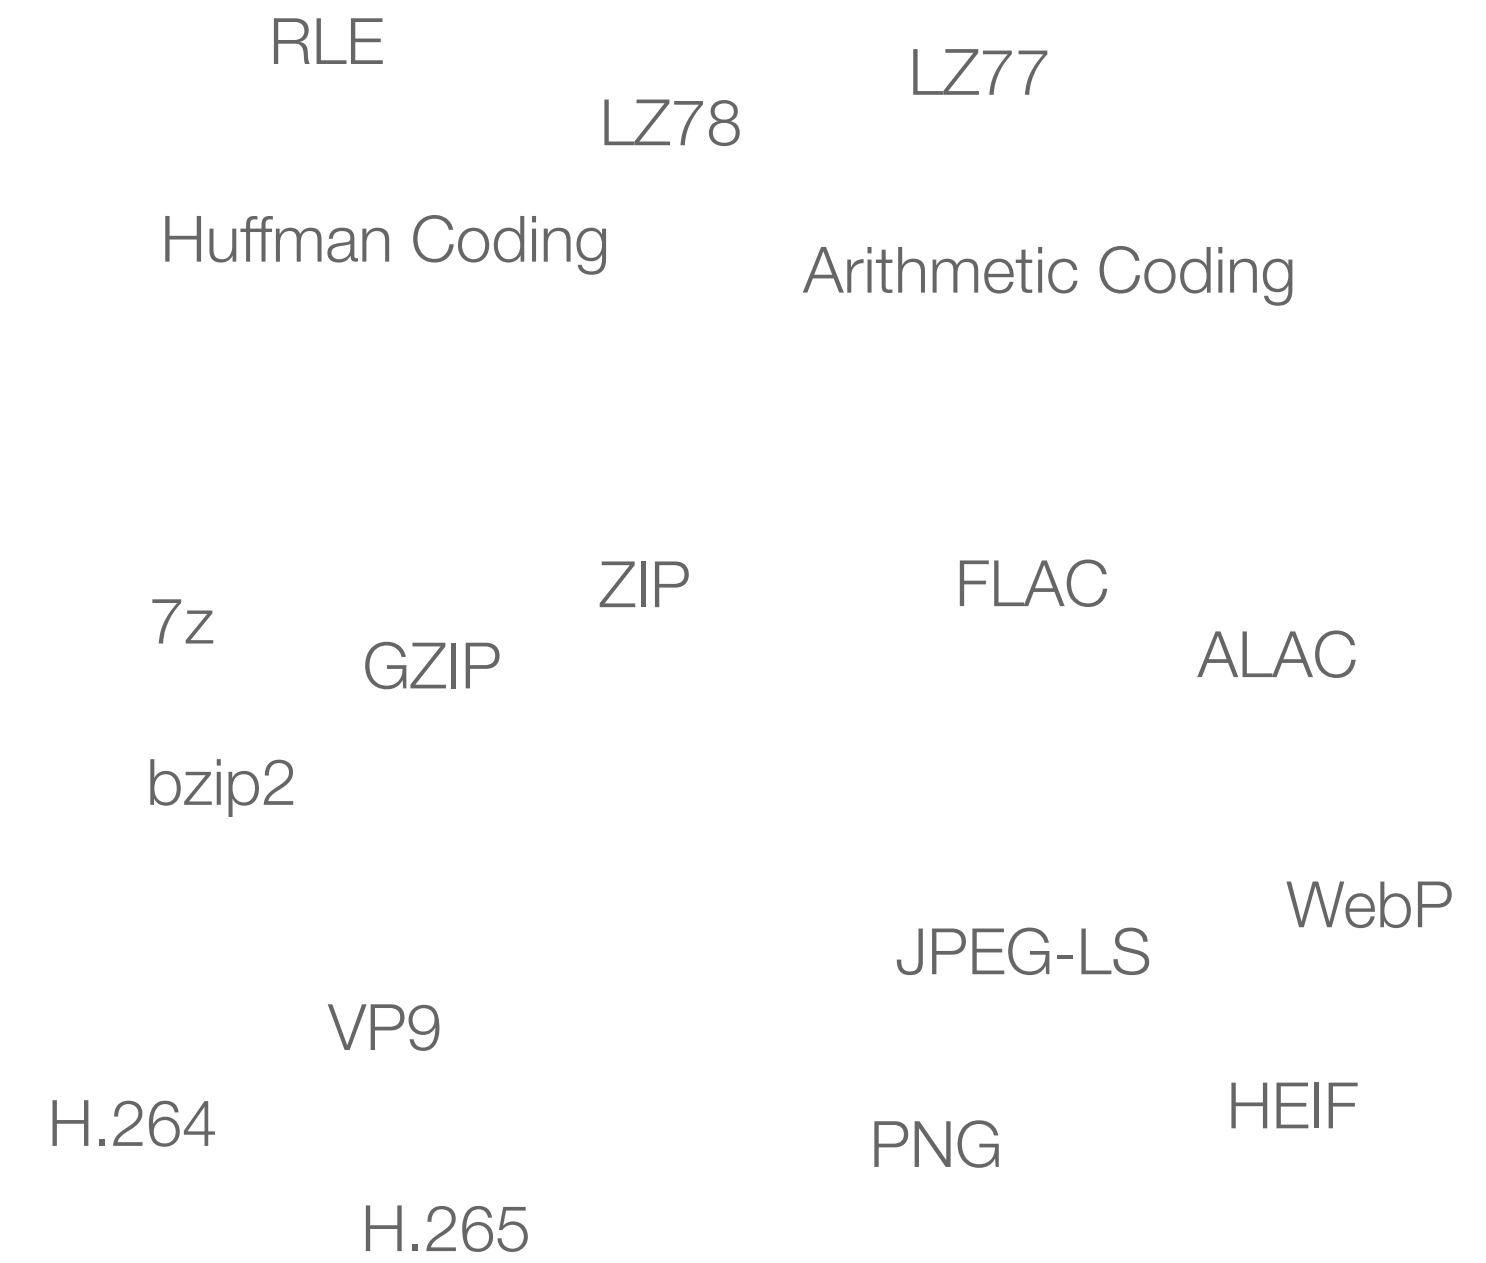 RLE
LZ77
LZ78
Huffman Coding
Arithmetic Coding
ZIP
FLAC
7z
GZIP
ALAC
bzip2
WebP
JPEG-LS
VP9
HEIF
H.264
PNG
H.265